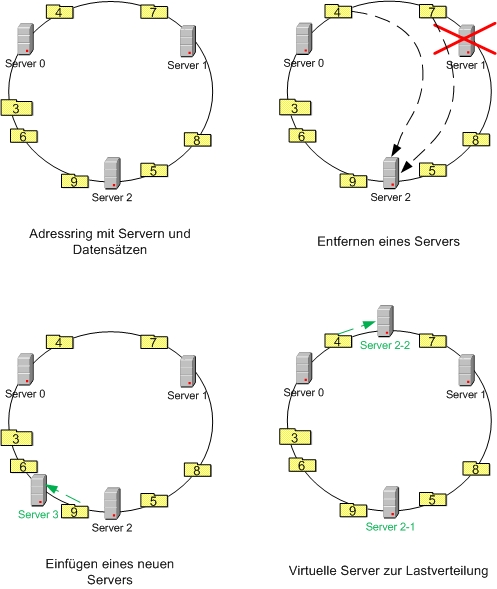 4
7
Server 0
Server 1
3
6
8
5
9
Server 2
Adressring mit Servern und
Datensätzen
4
7
Server 0
Server 1
3
6
8
5
9
Server 2
Entfernen eines Servers
4
7
Server 0
Server 1
3
6
8
5
9
Server 3
Server 2
Einfügen eines neuen
Servers
4
Server 2-2
7
Server 0
Server 1
3
6
8
5
9
Server 2-1
Virtuelle Server zur Lastverteilung